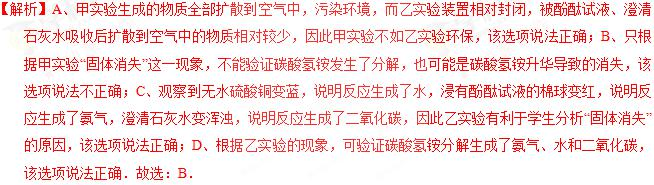 【解析】A、甲实验生成的物质全部扩散到空气中，污染环境，而乙实验装置相对封闭，被酚酞试液、澄清
石灰水吸收后扩散到空气中的物质相对较少，因此甲实验不如乙实验环保，该选项说法正确；B、只根
据甲实验“固体消失”这一现象，不能验证碳酸氢铵发生了分解，也可能是碳酸氢铵升华导致的消失，该
选项说法不正确；C、观察到无水硫酸铜变蓝，说明反应生成了水，浸有酚酞试液的棉球变红，说明反
应生成了氨气，澄清石灰水变浑浊，说明反应生成了二氧化碳，因此乙实验有利于学生分析“固体消失”
的原因，该选项说法正确；D、根据乙实验的现象，可验证碳酸氢铵分解生成了氨气、水和二氧化碳，
该选项说法正确．故选：B．